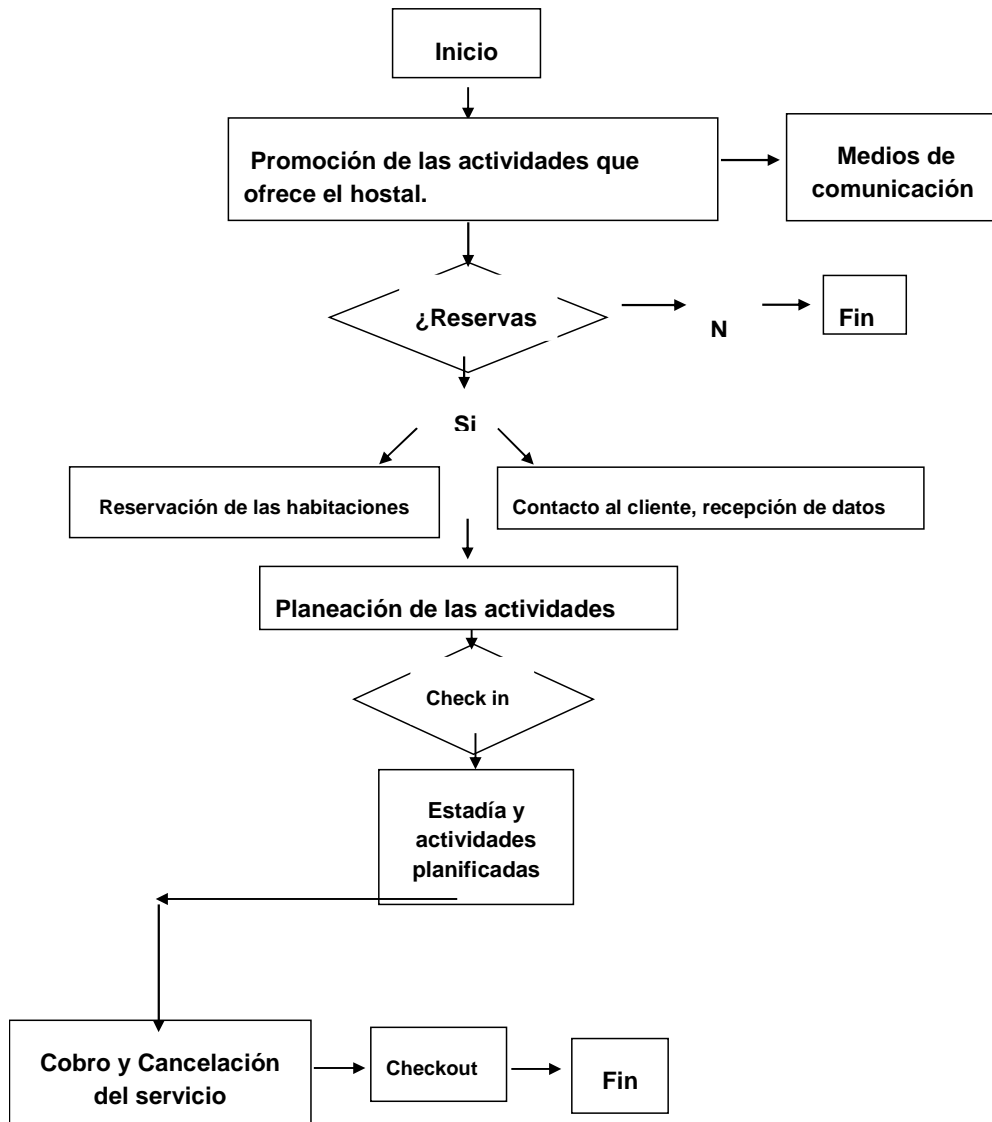 Inicio
Promoción de las actividades que
ofrece el hostal.
Medios de
comunicación
¿Reservas
N
Fin
Si
Reservación de las habitaciones
Contacto al cliente, recepción de datos
Planeación de las actividades
Check in
Estadía y
actividades
planificadas
Cobro y Cancelación
del servicio
Checkout
Fin